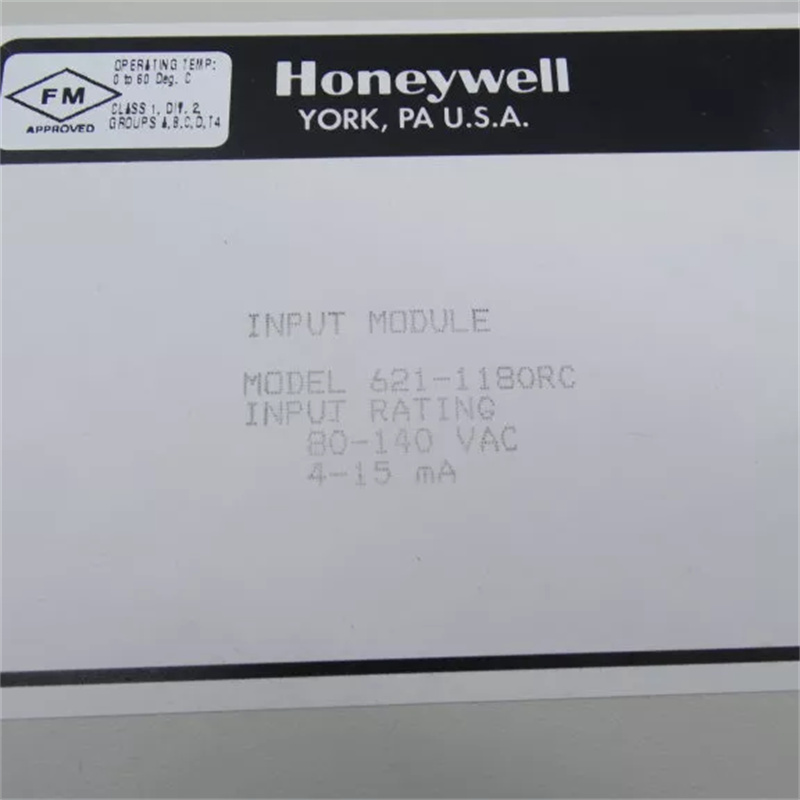 FM
APPROVED
OPERATING TEMP:
0 to 60 Deg. C
CLASS 1, DIV. 2,
GROUPS A,B,C,D,T4
Honeywell
YORK, PA U.S.A.
INPUT MODULE
MODEL 621-1180RC
INPUT RATING
80-140 VAC
4-15 mA